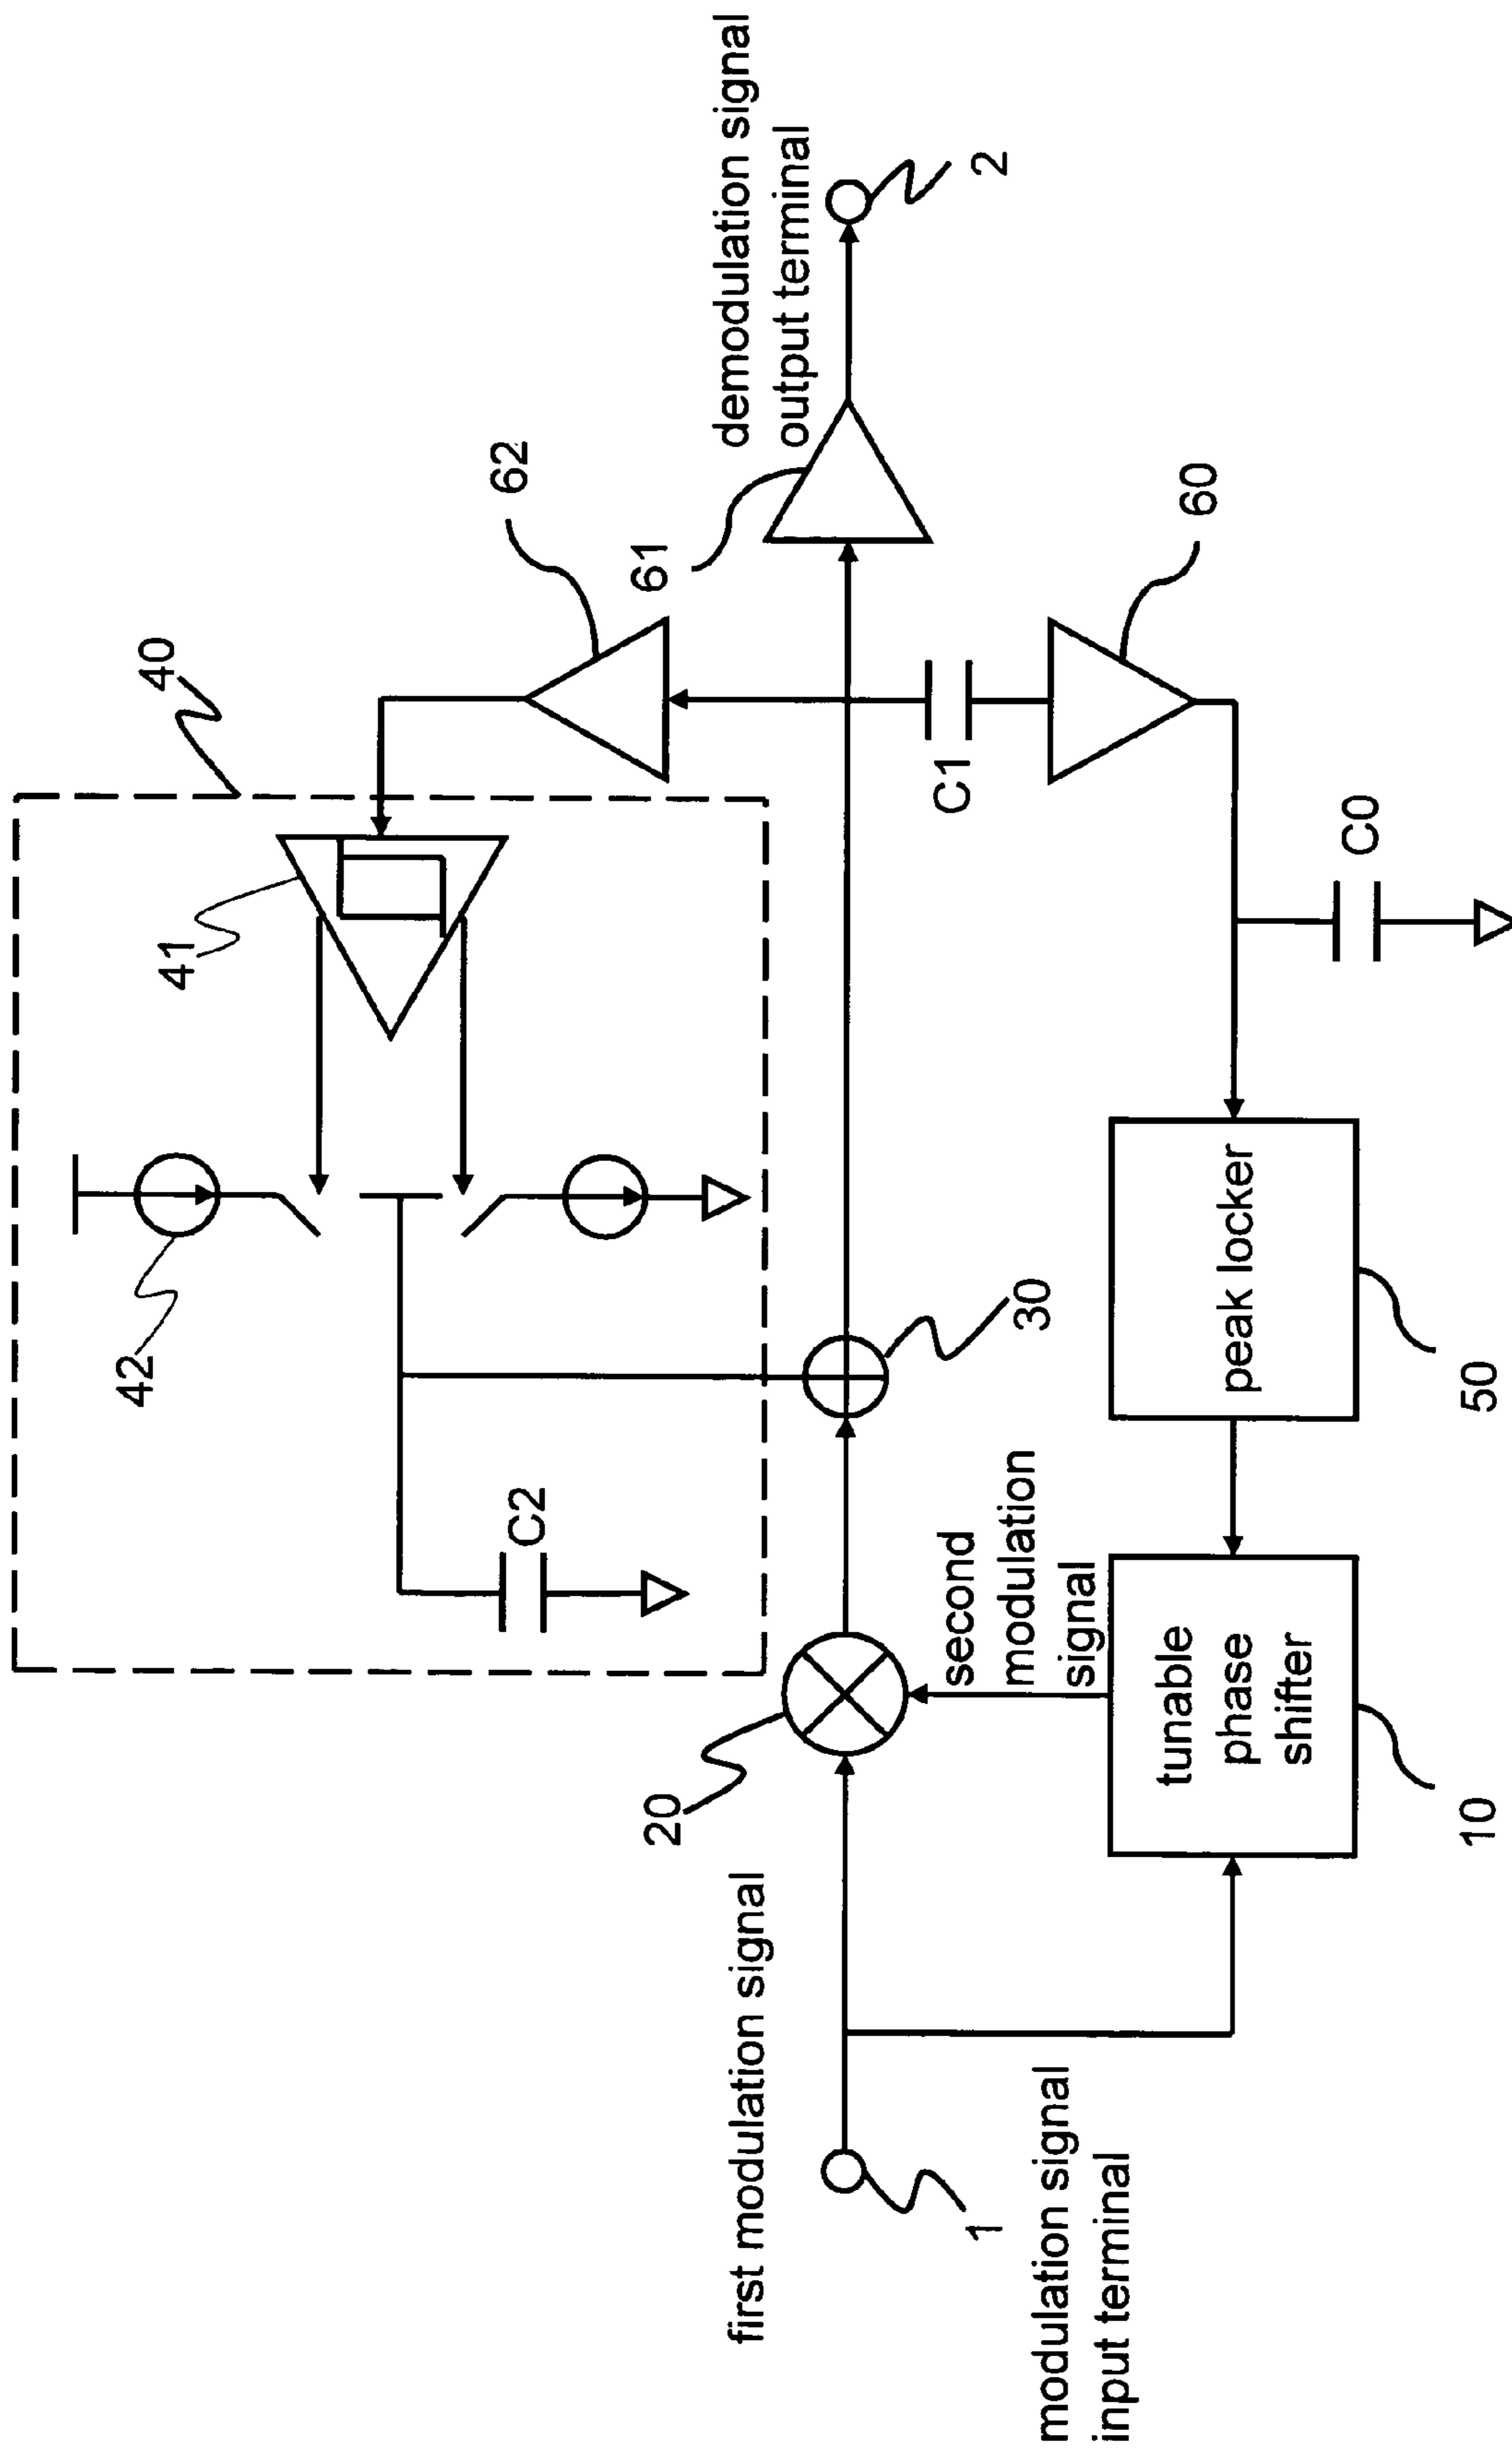 40
41
42
C2
62
demodulation signal
output terminal
61
2
20
30
first modulation signal
C1
second
modulation
signal
60
1
modulation signal
input terminal
tunable
phase
shifter
peak locker
C0
10
50